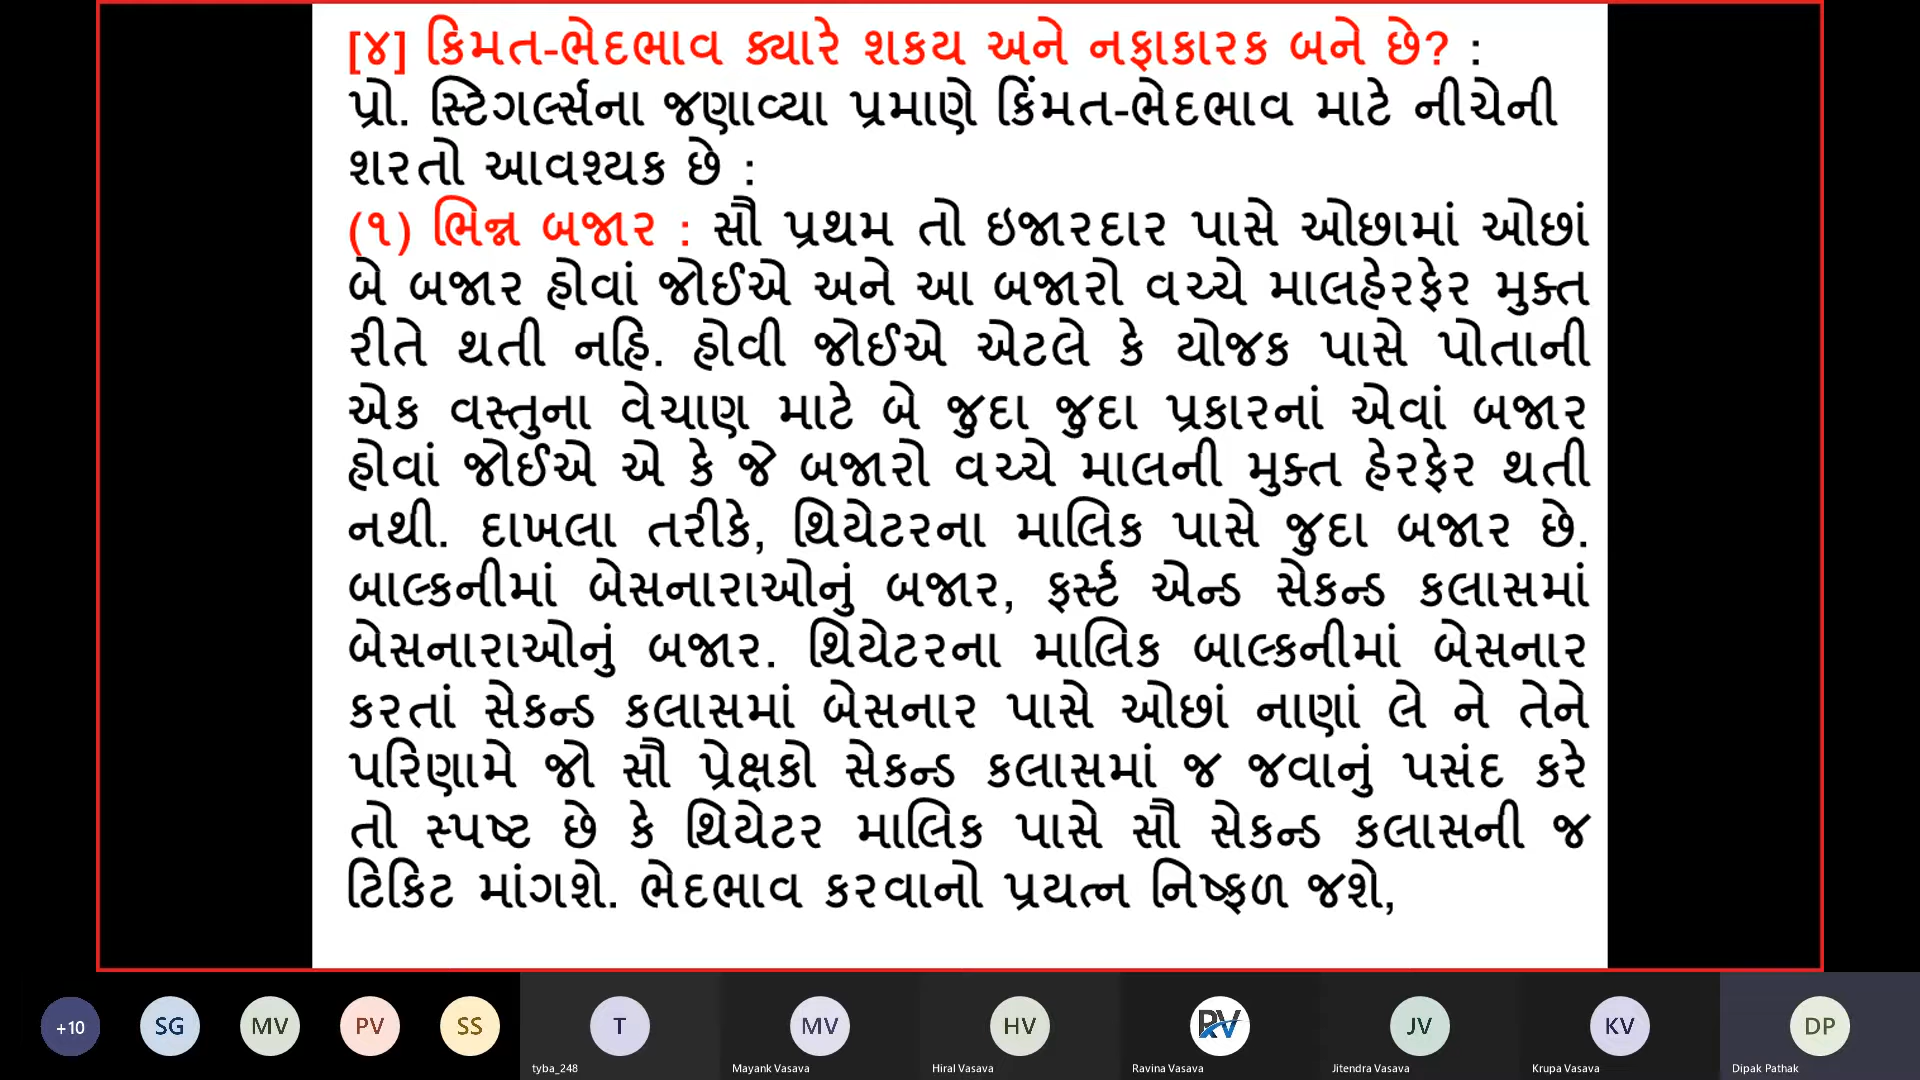 [૪] કિંમત-ભેદભાવ ક્યારે શકય અને નફાકારક બને છે? :
પ્રો. સ્ટિગર્લ્સના જણાવ્યા પ્રમાણે કિંમત-ભેદભાવ માટે નીચેની
શરતો આવશ્યક છે :
(૧) ભિન્ન બજાર : સૌ પ્રથમ તો ઇજારદાર પાસે ઓછામાં ઓછાં
બે બજાર હોવાં જોઈએ અને આ બજારો વચ્ચે માલહેરફેર મુક્ત
રીતે થતી નહિ. હોવી જોઈએ એટલે કે યોજક પાસે પોતાની
એક વસ્તુના વેચાણ માટે બે જુદા જુદા પ્રકારનાં એવાં બજાર
હોવાં જોઈએ એ કે જે બજારો વચ્ચે માલની મુક્ત હેરફેર થતી
નથી. દાખલા તરીકે, થિયેટરના માલિક પાસે જુદા બજાર છે.
બાલ્કનીમાં બેસનારાઓનું બજાર, ફર્સ્ટ એન્ડ સેકન્ડ કલાસમાં
બેસનારાઓનું બજાર. થિયેટરના માલિક બાલ્કનીમાં બેસનાર
કરતાં સેકન્ડ કલાસમાં બેસનાર પાસે ઓછાં નાણાં લે ને તેને
પરિણામે જો સૌ પ્રેક્ષકો સેકન્ડ કલાસમાં જ જવાનું પસંદ કરે
તો સ્પષ્ટ છે કે થિયેટર માલિક પાસે સૌ સેકન્ડ કલાસની જ
ટિકિટ માંગશે. ભેદભાવ કરવાનો પ્રયત્ન નિષ્ફળ જશે,
+10 SG MV PV SS T MV HV RV JV KV DP
tyba_248 Mayank Vasava Hiral Vasava Ravina Vasava Jitendra Vasava Krupa Vasava Dipak Pathak